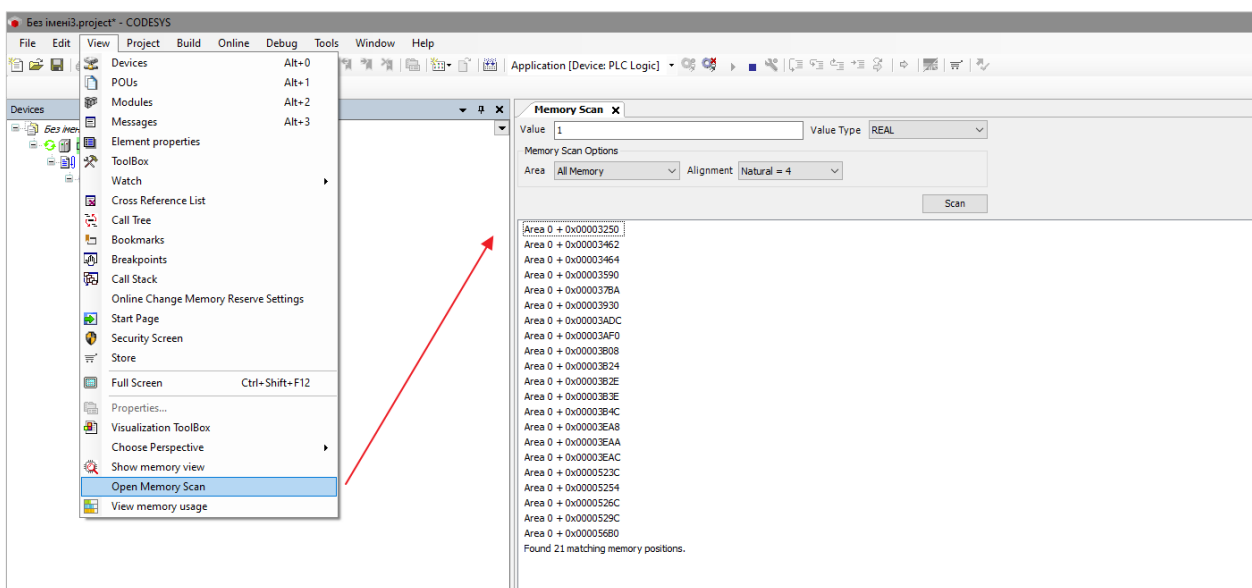 Без імені3.project* - CODESYS
File Edit View Project Build Online Debug Tools Window Help
Application [Device: PLC Logic]
Devices Alt+0
POUs Alt+1
Modules Alt+2
Messages Alt+3
Element properties
ToolBox
Watch
Cross Reference List
Call Tree
Bookmarks
Breakpoints
Call Stack
Online Change Memory Reserve Settings
Start Page
Security Screen
Store
Full Screen Ctrl+Shift+F12
Properties...
Visualization ToolBox
Choose Perspective
Show memory view
Open Memory Scan
View memory usage
Devices
Без імен
Memory Scan
Value 1 Value Type REAL
Memory Scan Options
Area All Memory Alignment Natural = 4
Scan
Area 0 + 0x00003250
Area 0 + 0x00003462
Area 0 + 0x00003464
Area 0 + 0x00003590
Area 0 + 0x000037BA
Area 0 + 0x00003930
Area 0 + 0x00003ADC
Area 0 + 0x00003AF0
Area 0 + 0x00003B08
Area 0 + 0x00003B24
Area 0 + 0x00003B2E
Area 0 + 0x00003B3E
Area 0 + 0x00003B4C
Area 0 + 0x00003EA8
Area 0 + 0x00003EAA
Area 0 + 0x00003EAC
Area 0 + 0x0000523C
Area 0 + 0x00005254
Area 0 + 0x0000526C
Area 0 + 0x0000529C
Area 0 + 0x000056B0
Found 21 matching memory positions.